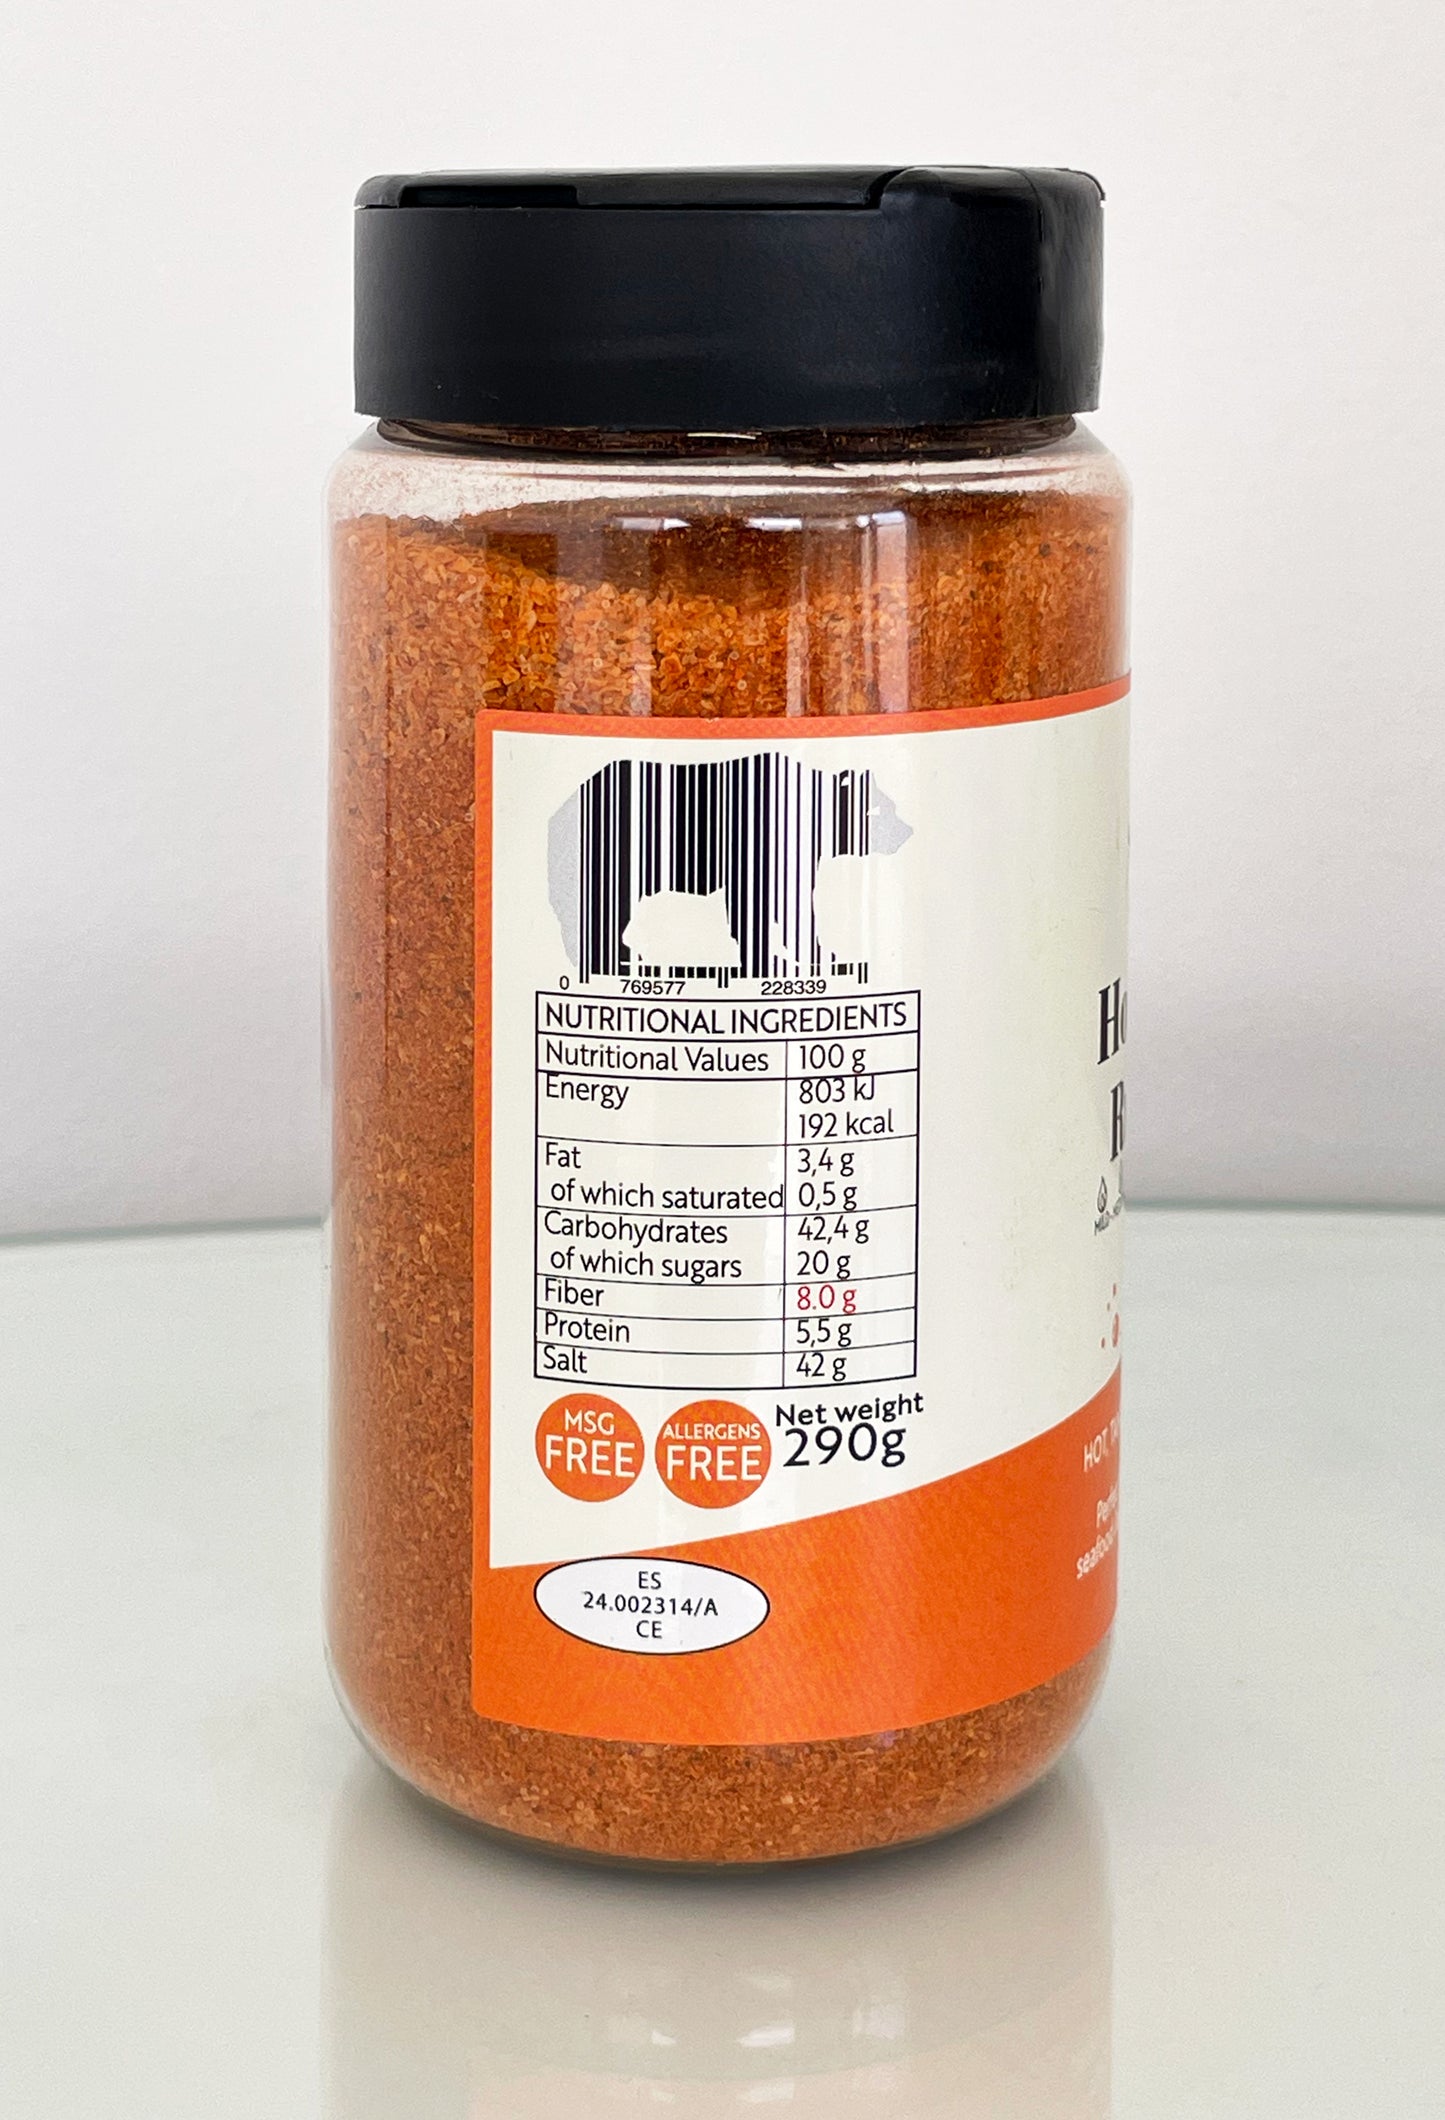 0 769577 228339
NUTRITIONAL INGREDIENTS
Nutritional Values 100 g
Energy 803 kJ
192 kcal
Fat 3,4 g
of which saturated 0,5 g
Carbohydrates 42,4 g
of which sugars 20 g
Fiber 8.0 g
Protein 5,5 g
Salt 42 g
MSG
FREE
ALLERGENS
FREE
Net weight
290g
ES
24.002314/A
CE
HOT,